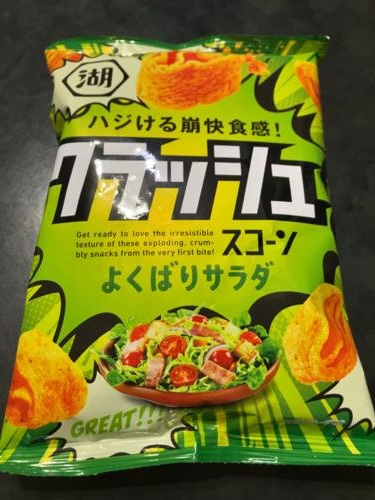 湖
ハジける崩快食感!
クラッシュ
Get ready to love the irresistible
texture of these exploding, crum-
bly snacks from the very first bite!
スコーン
よくばりサラダ
GREAT!!!